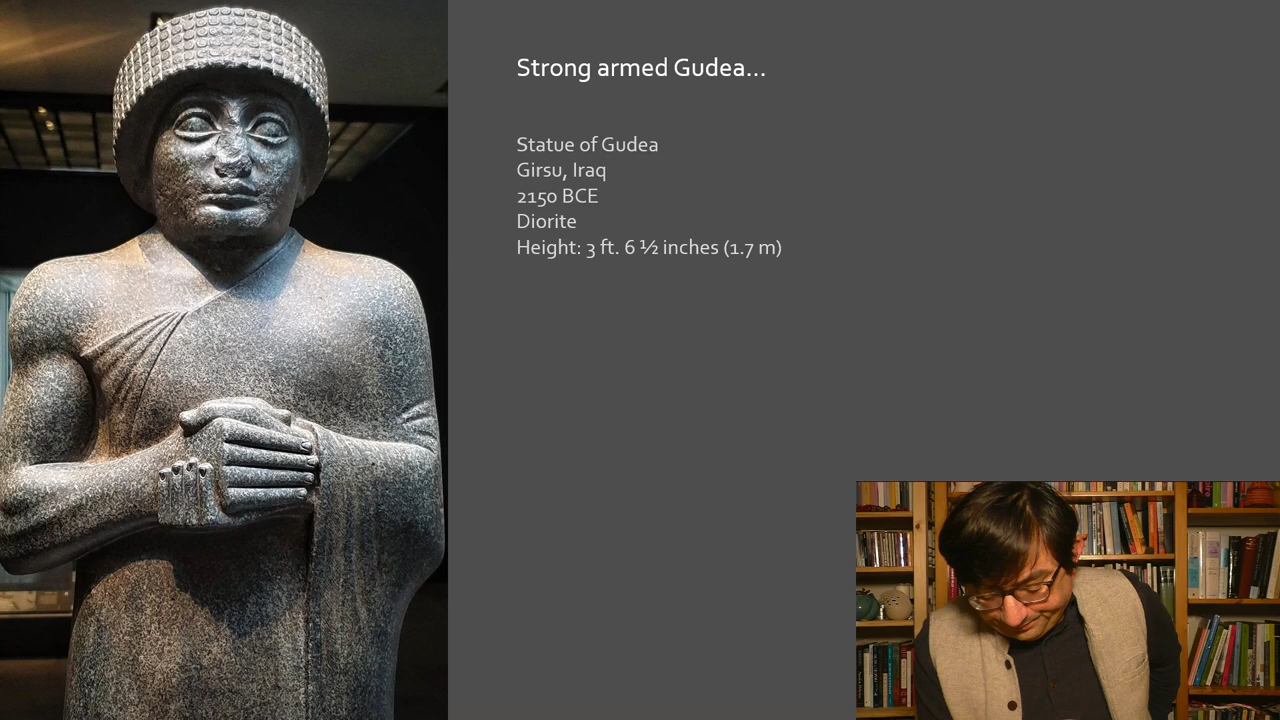 Strong armed Gudea...
Statue of Gudea
Girsu, Iraq
2150 BCE
Diorite
Height: 3 ft. 6 ½ inches (1.7 m)